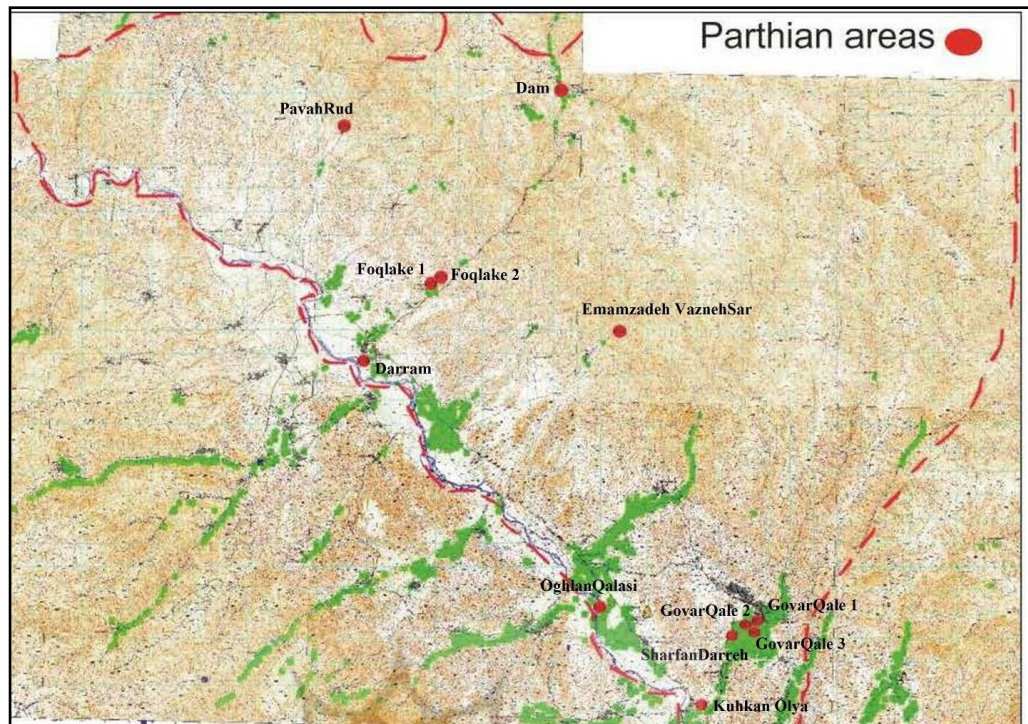 Parthian areas
Dam
PavahRud
Foqlake 1
Foqlake 2
Emamzadeh VaznehSar
Darram
OghlanQalasi
GovarQale 2
GovarQale 1
GovarQale 3
SharfanDarreh
Kuhkan Olya